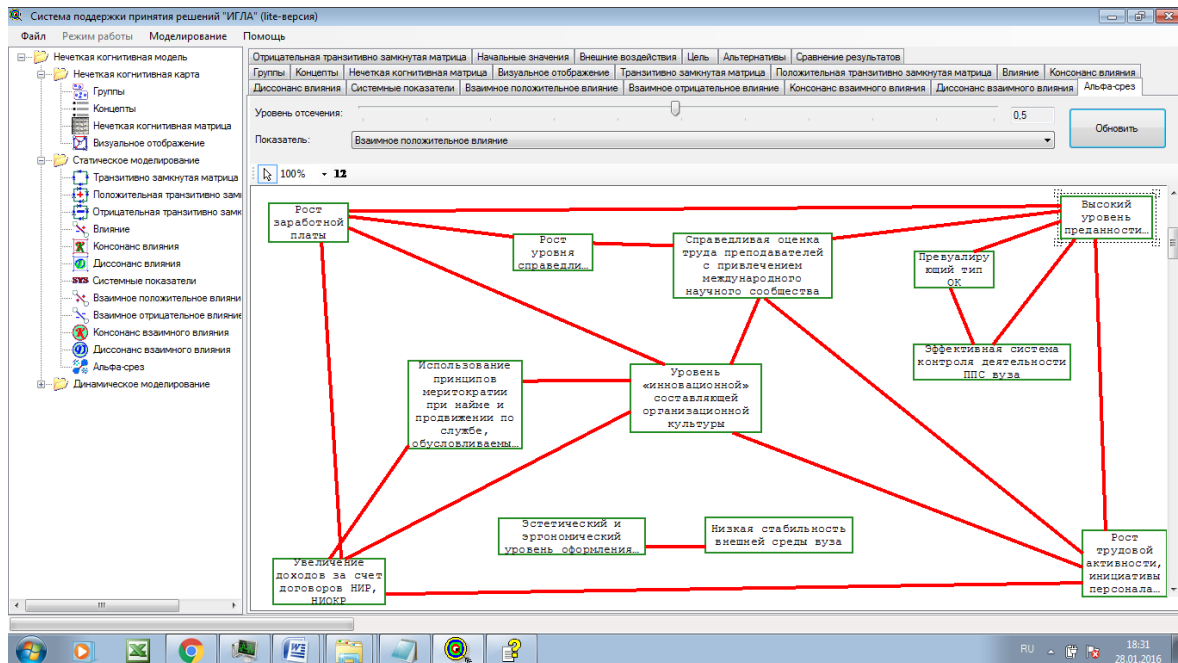 Система поддержки принятия решений "ИГЛА" (lite-версия)
Файл Режим работы Моделирование Помощь
Нечеткая когнитивная модель
Нечеткая когнитивная карта
Группы
Концепты
Нечеткая когнитивная матрица
Визуальное отображение
Статическое моделирование
Транзитивно замкнутая матрица
Положительная транзитивно замк
Отрицательная транзитивно замк
Влияние
Консонанс влияния
Диссонанс влияния
SYS Системные показатели
Взаимное положительное влияни
Взаимное отрицательное влияние
Консонанс взаимного влияния
Диссонанс взаимного влияния
Альфа-срез
Динамическое моделирование
Отрицательная транзитивно замкнутая матрица Начальные значения Внешние воздействия Цель Альтернативы Сравнение результатов
Группы Концепты Нечеткая когнитивная матрица Визуальное отображение Транзитивно замкнутая матрица Положительная транзитивно замкнутая матрица Влияние Консонанс влияния
Диссонанс влияния Системные показатели Взаимное положительное влияние Взаимное отрицательное влияние Консонанс взаимного влияния Диссонанс взаимного влияния Альфа-срез
Уровень отсечения: 0,5
Обновить
Показатель: Взаимное положительное влияние
100% 12
Рост
заработной
платы
Рост
уровня
справедли...
Справедливая оценка
труда преподавателей
с привлечением
международного
научного сообщества
Высокий
уровень
преданности...
Превуалиру
ющий тип
ОК
Эффективная система
контроля деятельности
ППС вуза
Использование
принципов
меритократии
при найме и
продвижении по
службе,
обусловливаемы...
Уровень
«инновационной»
составляющей
организационной
культуры
Эстетический и
эргономический
уровень оформления...
Низкая стабильность
внешней среды вуза
Увеличение
доходов за счет
договоров НИР,
НИОКР
Рост
трудовой
активности,
инициативы
персонала...
RU
18:31
28.01.2016